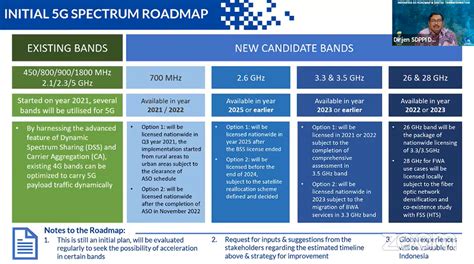 INITIAL 5G SPECTRUM ROADMAP
EXISTING BANDS
NEW CANDIDATE BANDS
450/800/900/1800 MHz
2.1/2.3/5 GHz
700 MHz
2.6 GHz
3.3 & 3.5 GHz
26 & 28 GHz
Started on year 2021, several
bands will be utilised for 5G
Available in year
2021 / 2022
Available in year
2025 or earlier
Available in year
2023 or earlier
Available in year
2022 or 2023
By harnessing the advanced
feature of Dynamic
Spectrum Sharing (DSS) and
Carrier Aggregation (CA),
existing 4G bands can be
optimized to carry 5G
payload traffic dynamically
Option 1: will be
licensed nationwide in
Q3 year 2021, the
implementation started
from rural areas to
urban areas subject to
the clearance of
ASO schedule
Option 2: will be
licensed nationwide
after the completion of
ASO in November 2022
Option 1: will be
licensed nationwide in
year 2025 after the
BSS license ended
Option 2: will be
licensed before the
end of 2024,
subject to suitable
reallocation scheme
defined and decided
Option 1: will be
licensed in year
2021 / 2022 subject
to completion of
comprehensive
assessment in
3.5 GHz band.
Option 2: will be
licensed nationwide in
2023 subject to the
migration of BWA
services in 3.3 GHz band
26 GHz band will be
the package of
nationwide licensing
of 3.3/3.5GHz
28 GHz for FWA
use cases will be
licensed locally
subject to the fiber
optic network
densification and
co-existence study
with FSS (HTS)
Notes to the Roadmap:
1. This is still an initial plan, will be evaluated
regularly to seek the possibility of acceleration
in certain bands
2. Request for inputs & suggestions from the
stakeholders regarding the estimated timeline
above & strategy for improvement
3. Global experiences
will be valuable for
Indonesia
Dirjen SDPPI D...
zoom